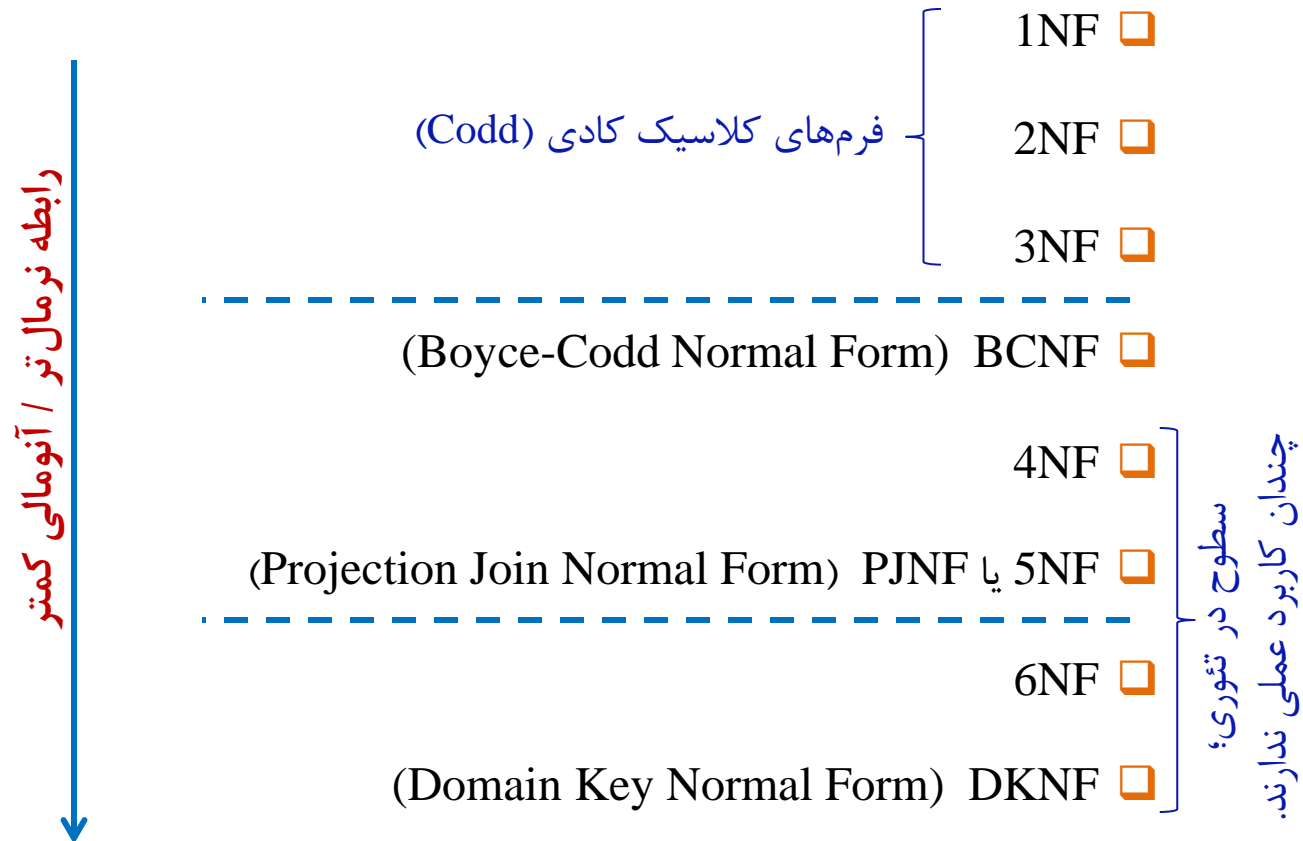 1NF
2NF
3NF
فرم‌های کلاسیک کادی (Codd)
BCNF (Boyce-Codd Normal Form)
4NF
5NF یا PJNF (Projection Join Normal Form)
6NF
DKNF (Domain Key Normal Form)
سطوح در تئوری؛
چندان کاربرد عملی ندارند.
رابطه نرمال‌تر / آنومالی کمتر